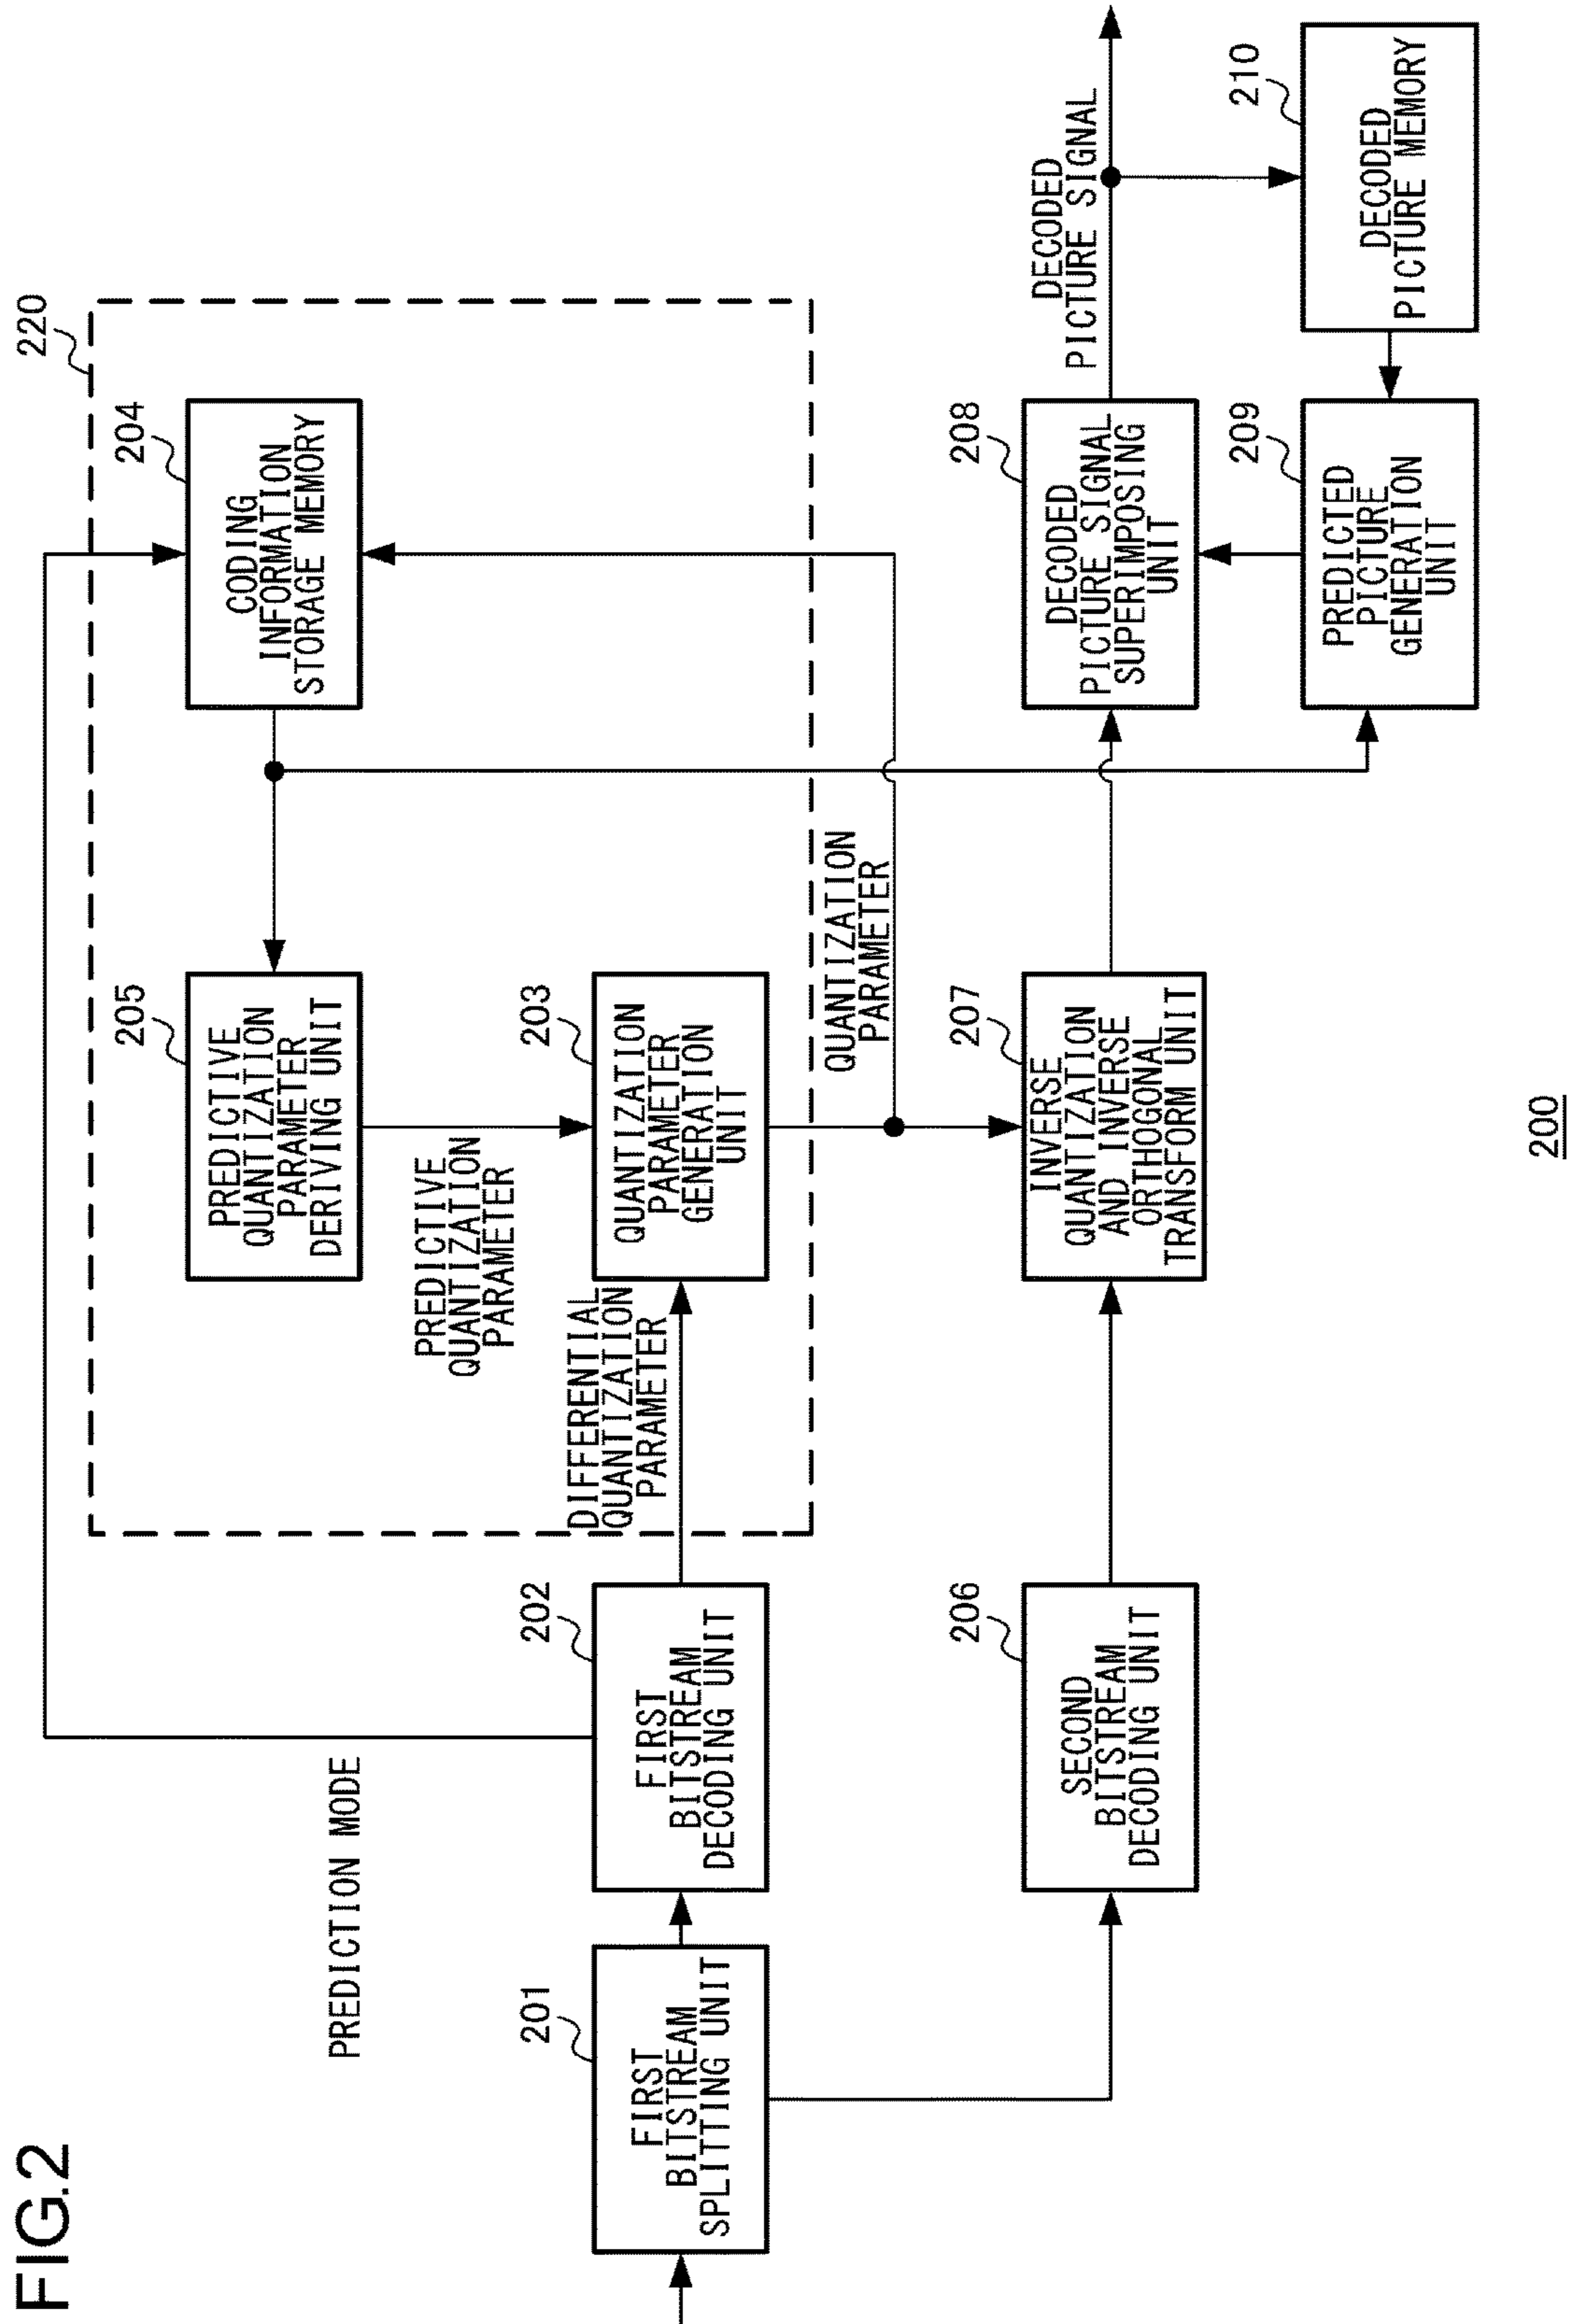 FIG.2
220
204
CODING
INFORMATION
STORAGE MEMORY
205
PREDICTIVE
QUANTIZATION
PARAMETER
DERIVING UNIT
PREDICTION MODE
PREDICTIVE
QUANTIZATION
PARAMETER
201
FIRST
BITSTREAM
SPLITTING UNIT
202
FIRST
BITSTREAM
DECODING UNIT
DIFFERENTIAL
QUANTIZATION
PARAMETER
203
QUANTIZATION
PARAMETER
GENERATION
UNIT
QUANTIZATION
PARAMETER
206
SECOND
BITSTREAM
DECODING UNIT
207
INVERSE
QUANTIZATION
AND INVERSE
ORTHOGONAL
TRANSFORM UNIT
208
DECODED
PICTURE SIGNAL
SUPERIMPOSING
UNIT
DECODED
PICTURE SIGNAL
209
PREDICTED
PICTURE
GENERATION
UNIT
210
DECODED
PICTURE MEMORY
200